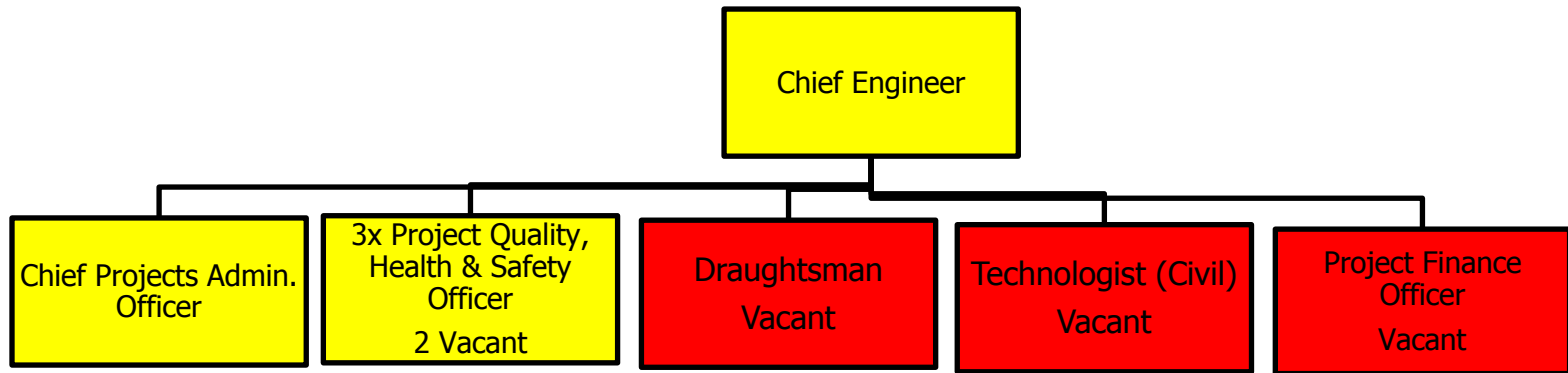 Chief Engineer
Chief Projects Admin.
Officer
3x Project Quality,
Health & Safety
Officer
2 Vacant
Draughtsman
Vacant
Technologist (Civil)
Vacant
Project Finance
Officer
Vacant